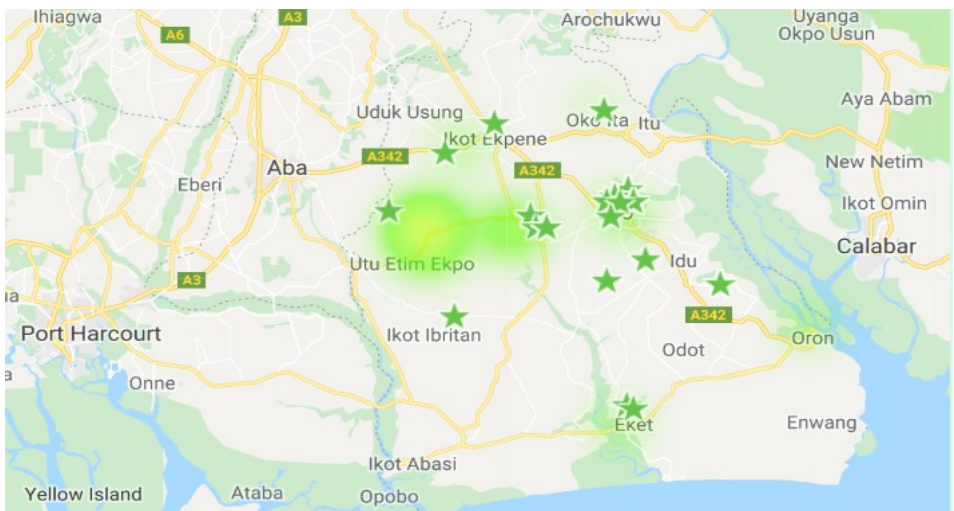 Ihiagwa
A3
A6
Arochukwu
Uyanga
Okpo Usun
Aya Abam
Uduk Usung
Oko Ita
Itu
Ikot Ekpene
A342
Aba
A342
New Netim
Eberi
Ikot Omin
Calabar
Utu Etim Ekpo
Idu
A3
A342
Port Harcourt
Ikot Ibritan
Oron
Odot
Onne
Eket
Enwang
Ikot Abasi
Yellow Island
Ataba
Opobo